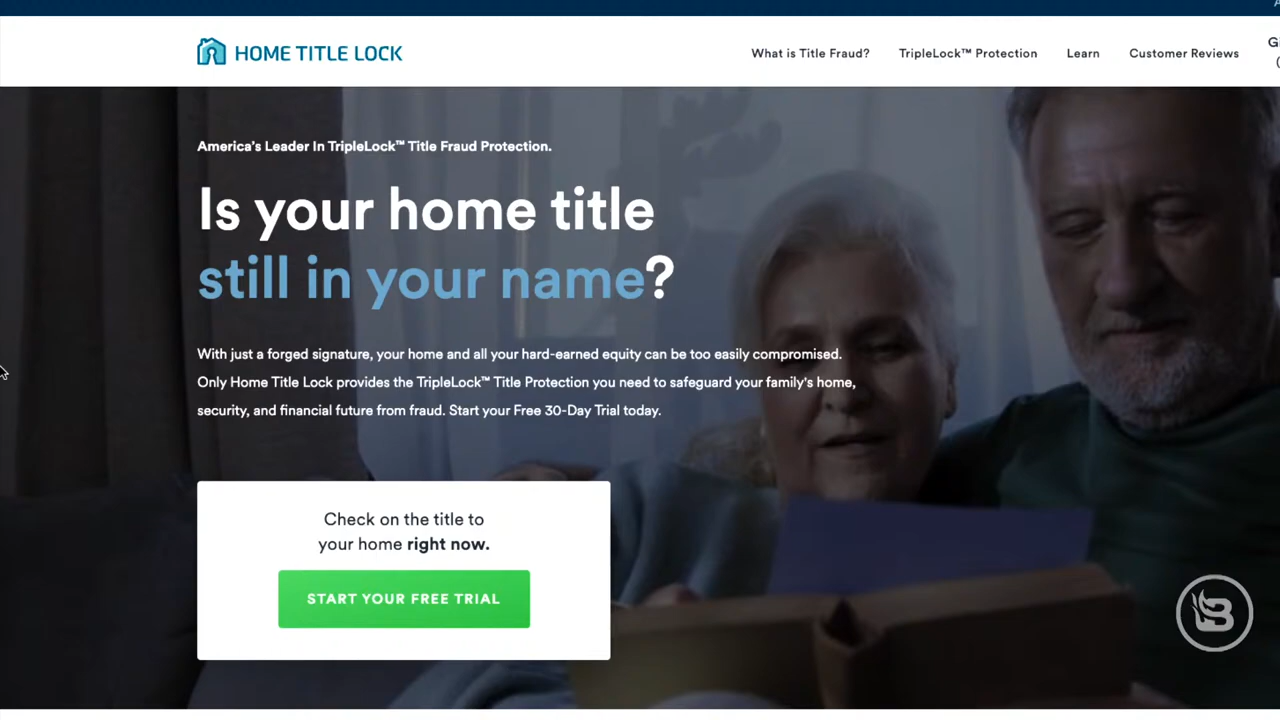 HOME TITLE LOCK
What is Title Fraud?
TripleLock™ Protection
Learn
Customer Reviews
America's Leader In TripleLock™ Title Fraud Protection.
Is your home title
still in your name?
With just a forged signature, your home and all your hard-earned equity can be too easily compromised.
Only Home Title Lock provides the TripleLock™ Title Protection you need to safeguard your family's home,
security, and financial future from fraud. Start your Free 30-Day Trial today.
Check on the title to
your home right now.
START YOUR FREE TRIAL
B